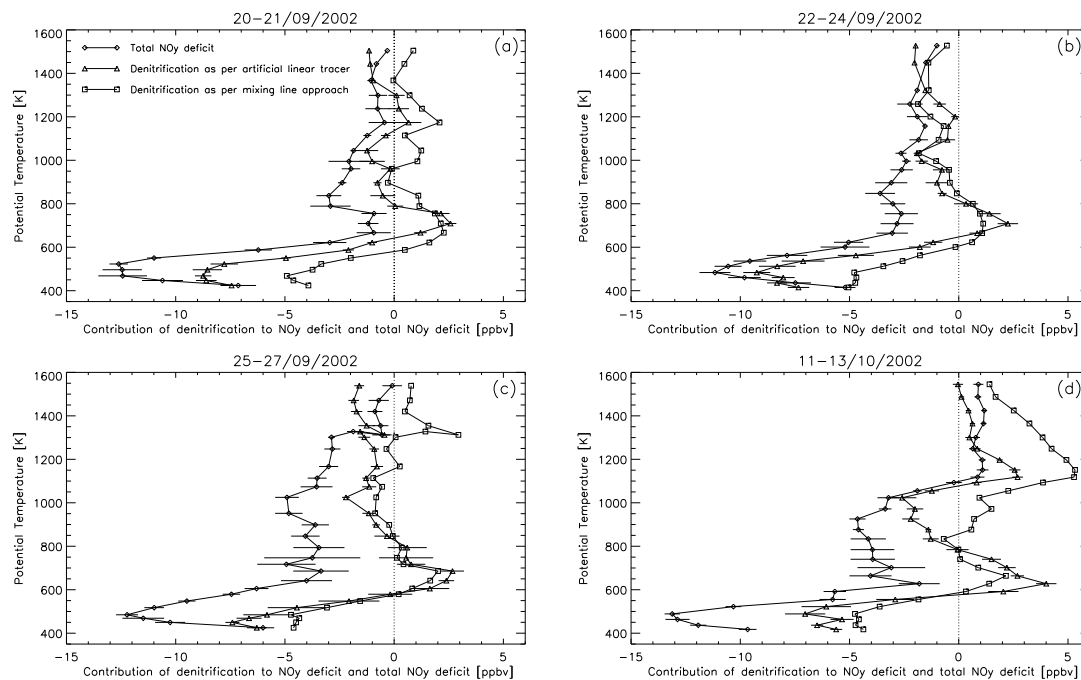 20-21/09/2002
(a)
Total NOy deficit
Denitrification as per artificial linear tracer
Denitrification as per mixing line approach
Potential Temperature [K]
1600
1400
1200
1000
800
600
400
-15 -10 -5 0 5
Contribution of denitrification to NOy deficit and total NOy deficit [ppbv]
22-24/09/2002
(b)
Potential Temperature [K]
1600
1400
1200
1000
800
600
400
-15 -10 -5 0 5
Contribution of denitrification to NOy deficit and total NOy deficit [ppbv]
25-27/09/2002
(c)
Potential Temperature [K]
1600
1400
1200
1000
800
600
400
-15 -10 -5 0 5
Contribution of denitrification to NOy deficit and total NOy deficit [ppbv]
11-13/10/2002
(d)
Potential Temperature [K]
1600
1400
1200
1000
800
600
400
-15 -10 -5 0 5
Contribution of denitrification to NOy deficit and total NOy deficit [ppbv]